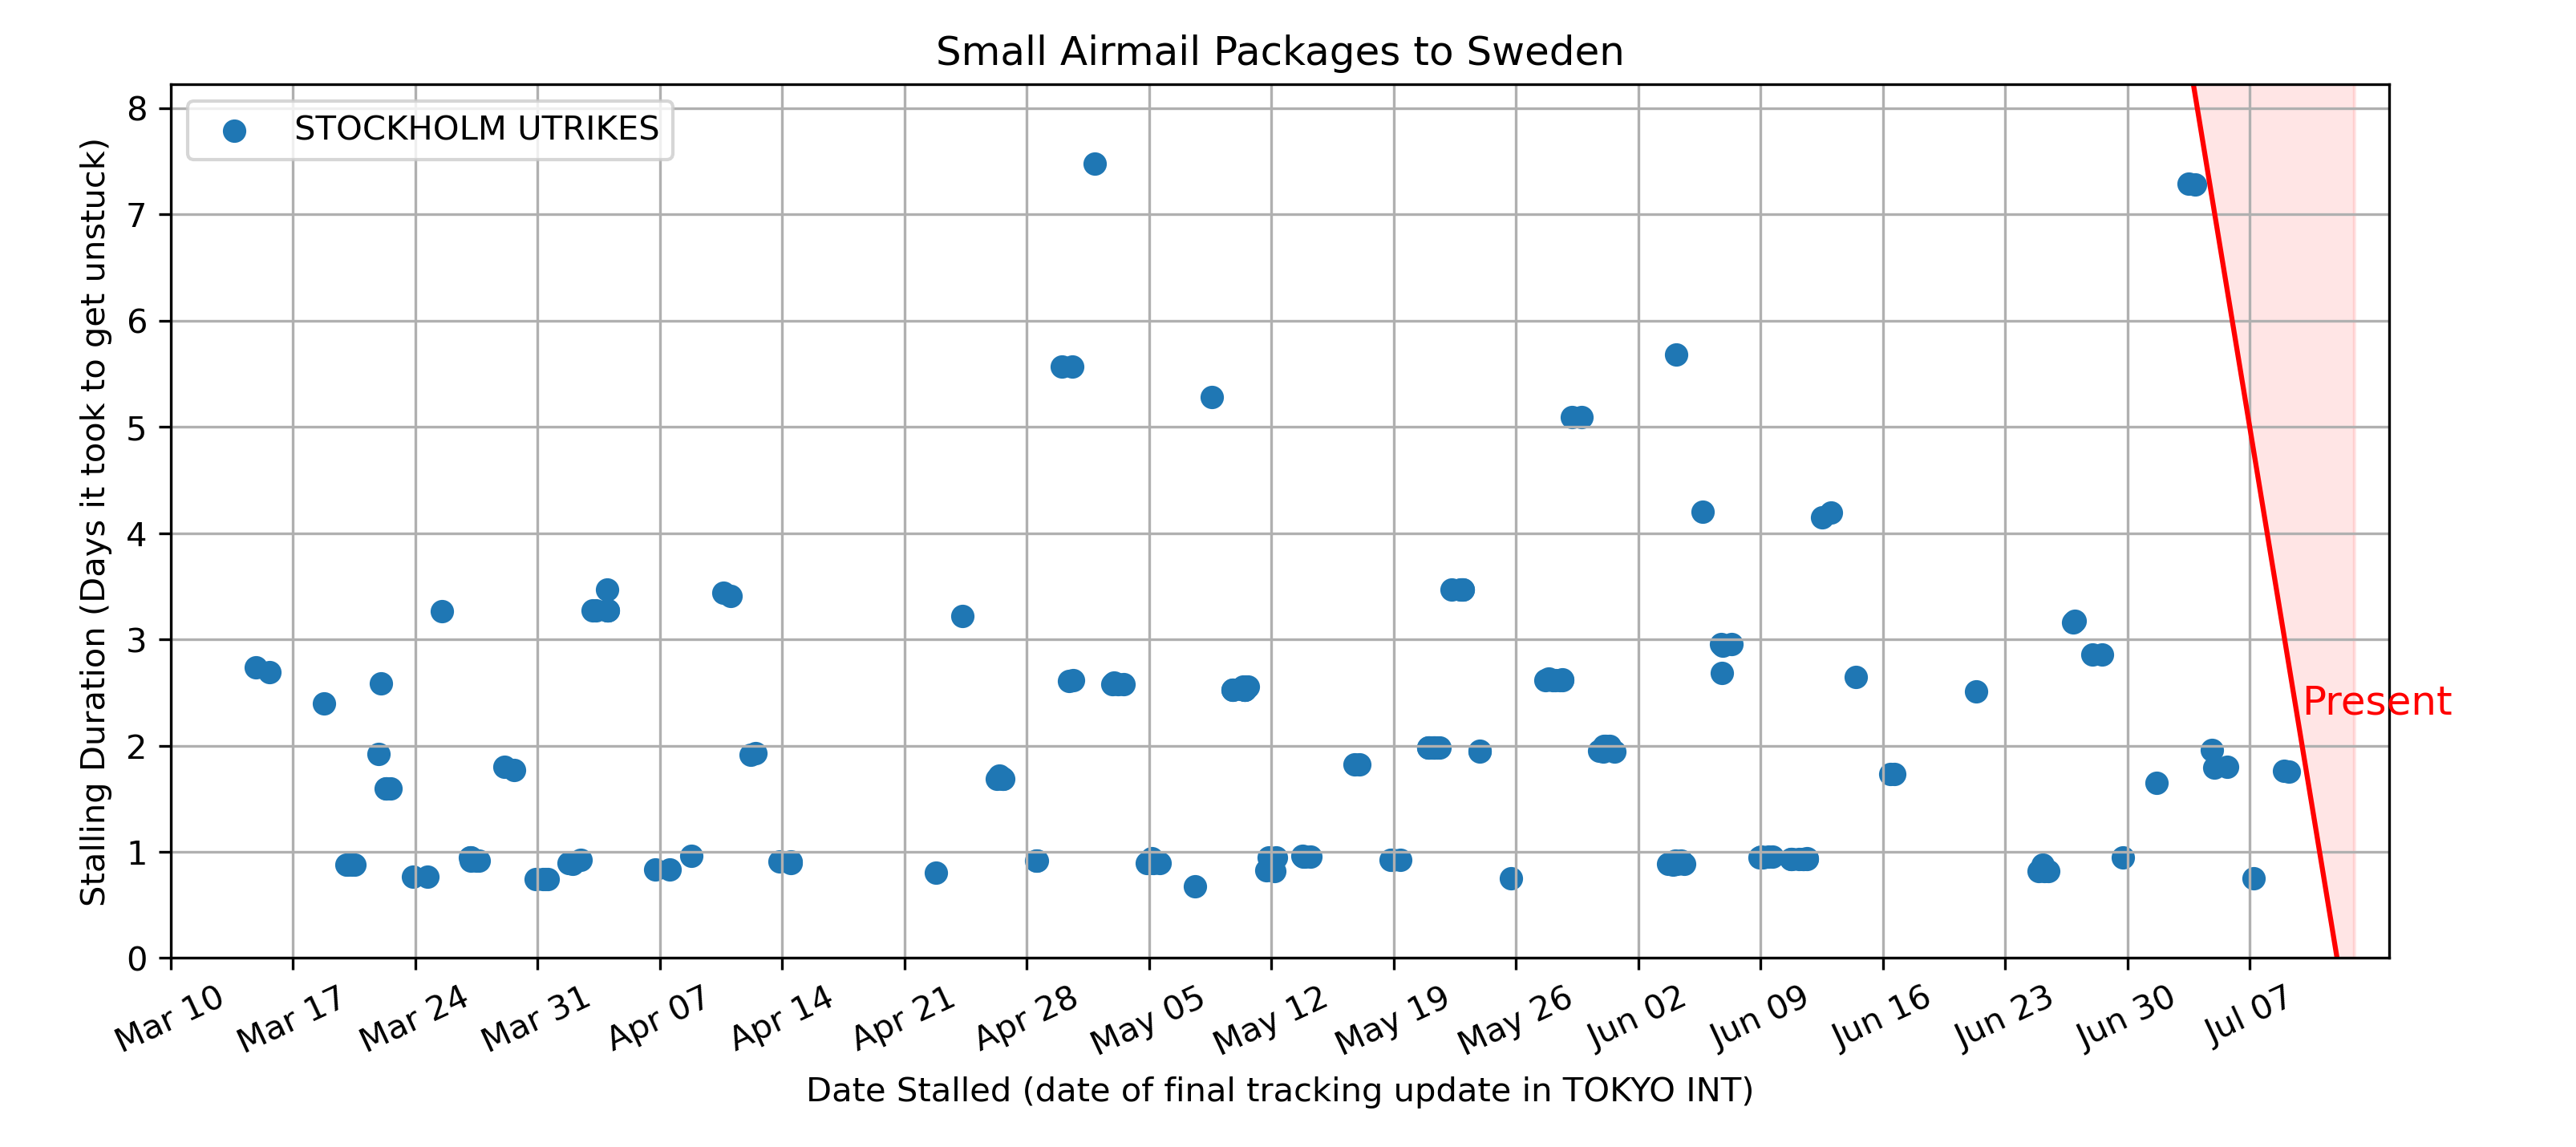 Small Airmail Packages to Sweden
STOCKHOLM UTRIKES
Stalling Duration (Days it took to get unstuck)
8
7
6
5
4
3
2
1
0
Present
Mar 10
Mar 17
Mar 24
Mar 31
Apr 07
Apr 14
Apr 21
Apr 28
May 05
May 12
May 19
May 26
Jun 02
Jun 09
Jun 16
Jun 23
Jun 30
Jul 07
Date Stalled (date of final tracking update in TOKYO INT)